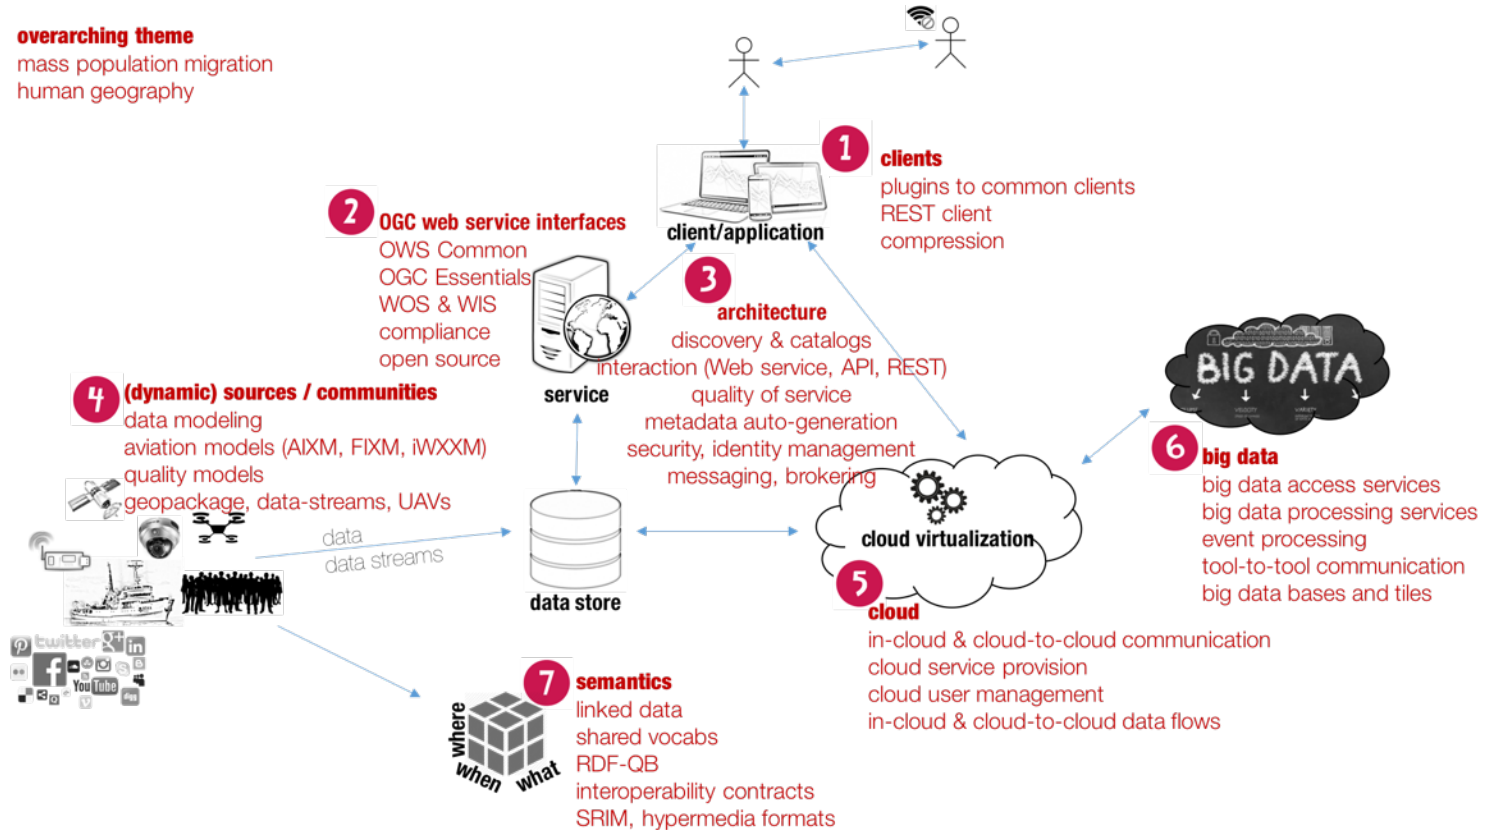 overarching theme
mass population migration
human geography
1
clients
plugins to common clients
REST client
compression
client/application
2
OGC web service interfaces
OWS Common
OGC Essentials
WOS & WIS
compliance
open source
service
3
architecture
discovery & catalogs
interaction (Web service, API, REST)
quality of service
metadata auto-generation
security, identity management
messaging, brokering
4
(dynamic) sources / communities
data modeling
aviation models (AIXM, FIXM, iWXXM)
quality models
geopackage, data-streams, UAVs
data
data streams
data store
twitter
g+
in
f
You Tube
digg
cloud virtualization
5
cloud
in-cloud & cloud-to-cloud communication
cloud service provision
cloud user management
in-cloud & cloud-to-cloud data flows
BIG DATA
VELOCITY
VARIETY
6
big data
big data access services
big data processing services
event processing
tool-to-tool communication
big data bases and tiles
7
semantics
linked data
shared vocabs
RDF-QB
interoperability contracts
SRIM, hypermedia formats
where
when
what